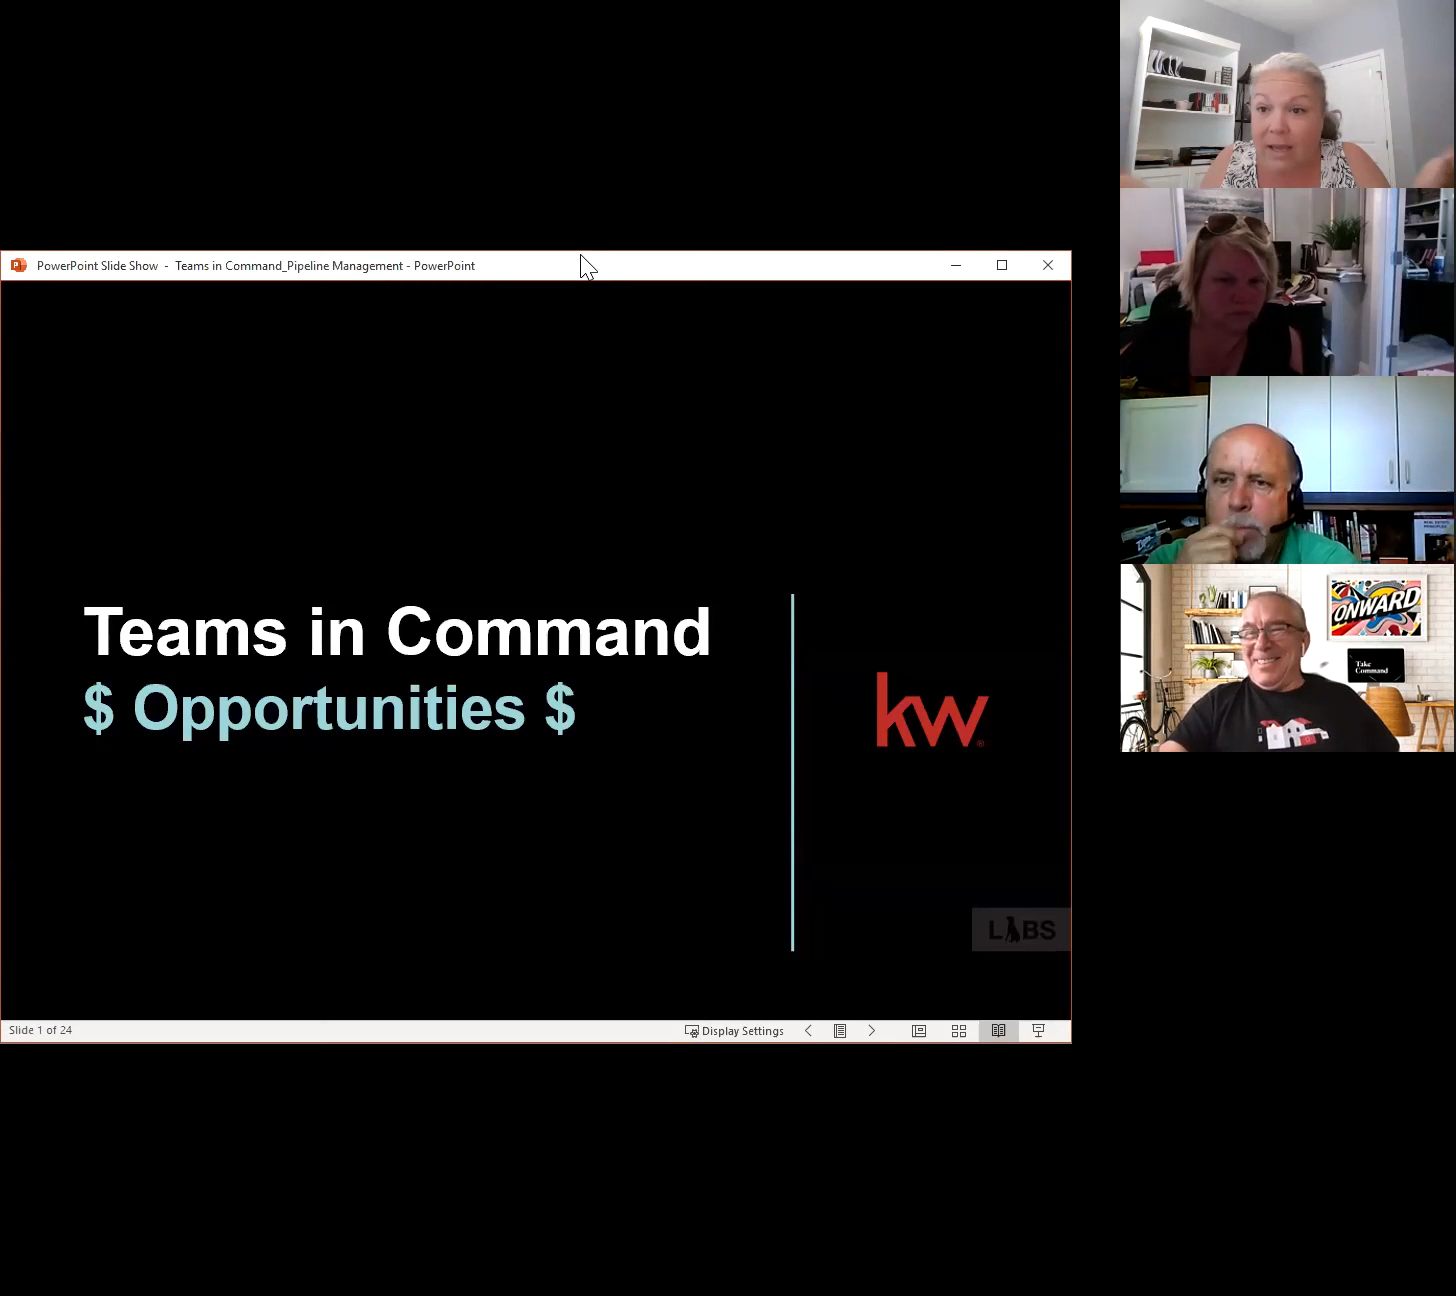 PowerPoint Slide Show - Teams in Command_Pipeline Management - PowerPoint
Teams in Command
$ Opportunities $
kw
LABS
Slide 1 of 24
Display Settings
ONWARD
Take
Command